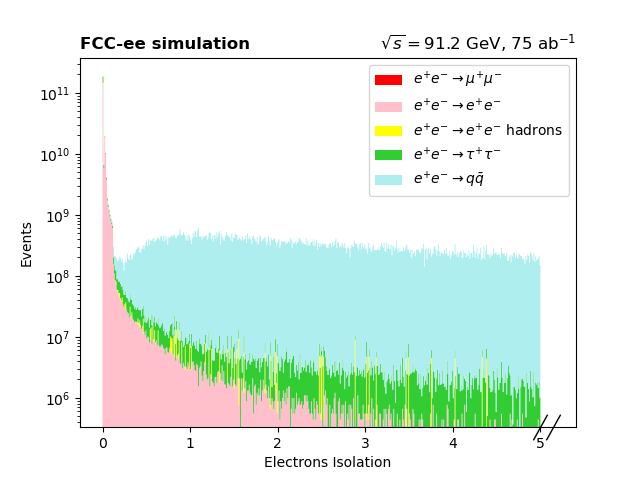 FCC-ee simulation
√s = 91.2 GeV, 75 ab⁻¹
e⁺e⁻ → μ⁺μ⁻
e⁺e⁻ → e⁺e⁻
e⁺e⁻ → e⁺e⁻ hadrons
e⁺e⁻ → τ⁺τ⁻
e⁺e⁻ → qq̄
Events
10¹¹
10¹⁰
10⁹
10⁸
10⁷
10⁶
0 1 2 3 4 5
Electrons Isolation